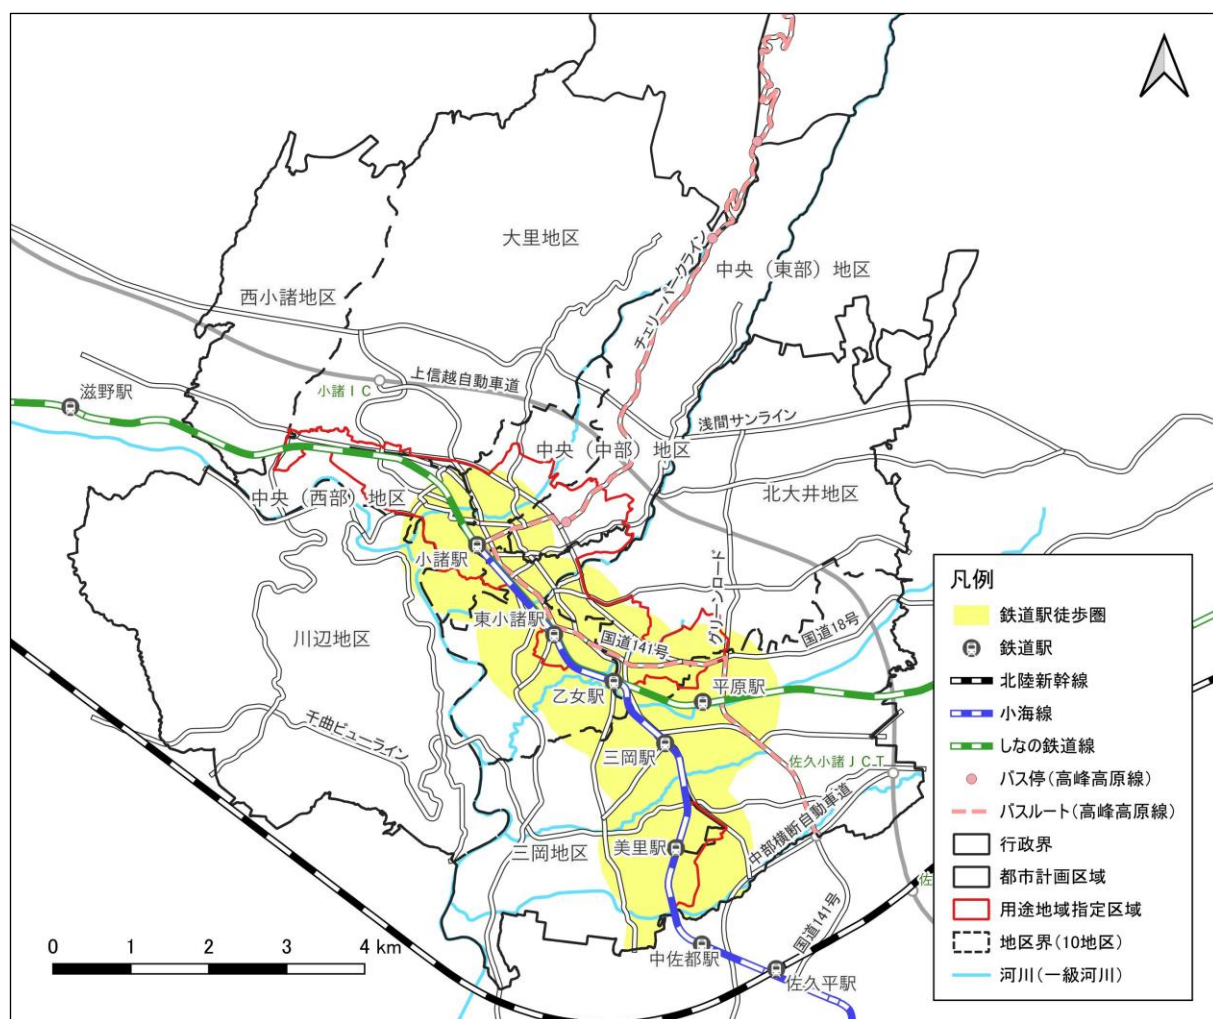 大里地区
チェリーパークライン
中央（東部）地区
西小諸地区
上信越自動車道
小諸ＩＣ
滋野駅
浅間サンライン
中央（中部）地区
中央（西部）地区
北大井地区
小諸駅
グリーンロード
東小諸駅
国道141号
国道18号
川辺地区
乙女駅
平原駅
千曲ビューライン
三岡駅
佐久小諸ＪＣＴ
中部横断自動車道
三岡地区
美里駅
佐
国道141号
中佐都駅
佐久平駅
0 1 2 3 4 km
凡例
鉄道駅徒歩圏
鉄道駅
北陸新幹線
小海線
しなの鉄道線
バス停（高峰高原線）
バスルート（高峰高原線）
行政界
都市計画区域
用途地域指定区域
地区界（10地区）
河川（一級河川）